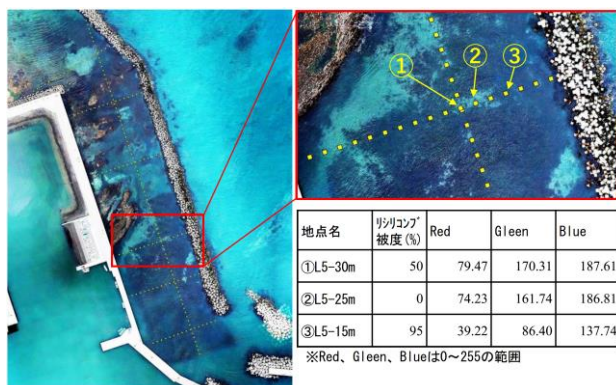 ① ② ③
地点名 ﾘｼﾘｺﾝﾌﾞ被度(%) Red Gleen Blue
①L5-30m 50 79.47 170.31 187.61
②L5-25m 0 74.23 161.74 186.81
③L5-15m 95 39.22 86.40 137.74
※Red、Gleen、Blueは0～255の範囲